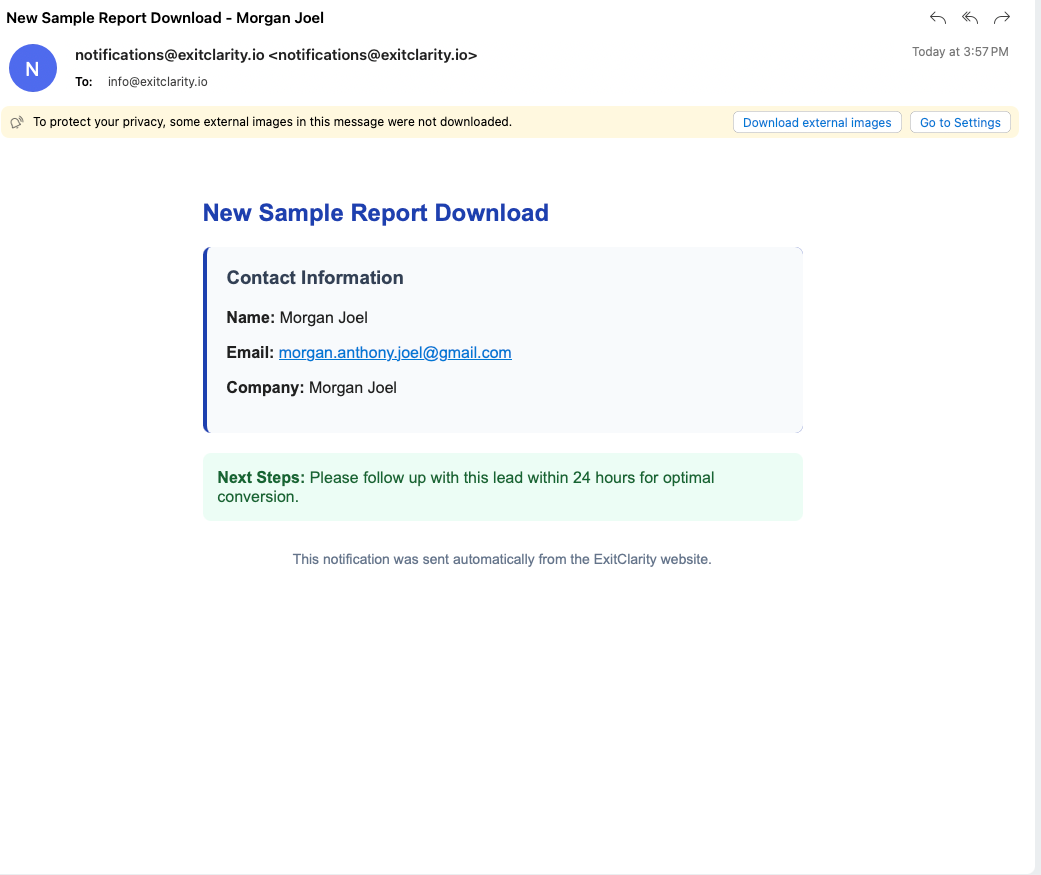 New Sample Report Download - Morgan Joel
N
notifications@exitclarity.io <notifications@exitclarity.io>
Today at 3:57 PM
To: info@exitclarity.io
To protect your privacy, some external images in this message were not downloaded.
Download external images
Go to Settings
New Sample Report Download
Contact Information
Name: Morgan Joel
Email: morgan.anthony.joel@gmail.com
Company: Morgan Joel
Next Steps: Please follow up with this lead within 24 hours for optimal
conversion.
This notification was sent automatically from the ExitClarity website.